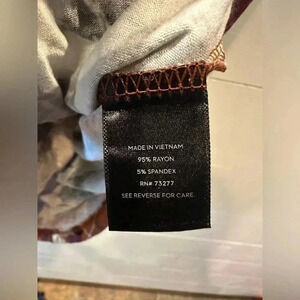 MADE IN VIETNAM
95% RAYON
5% SPANDEX
RN# 73277
SEE REVERSE FOR CARE